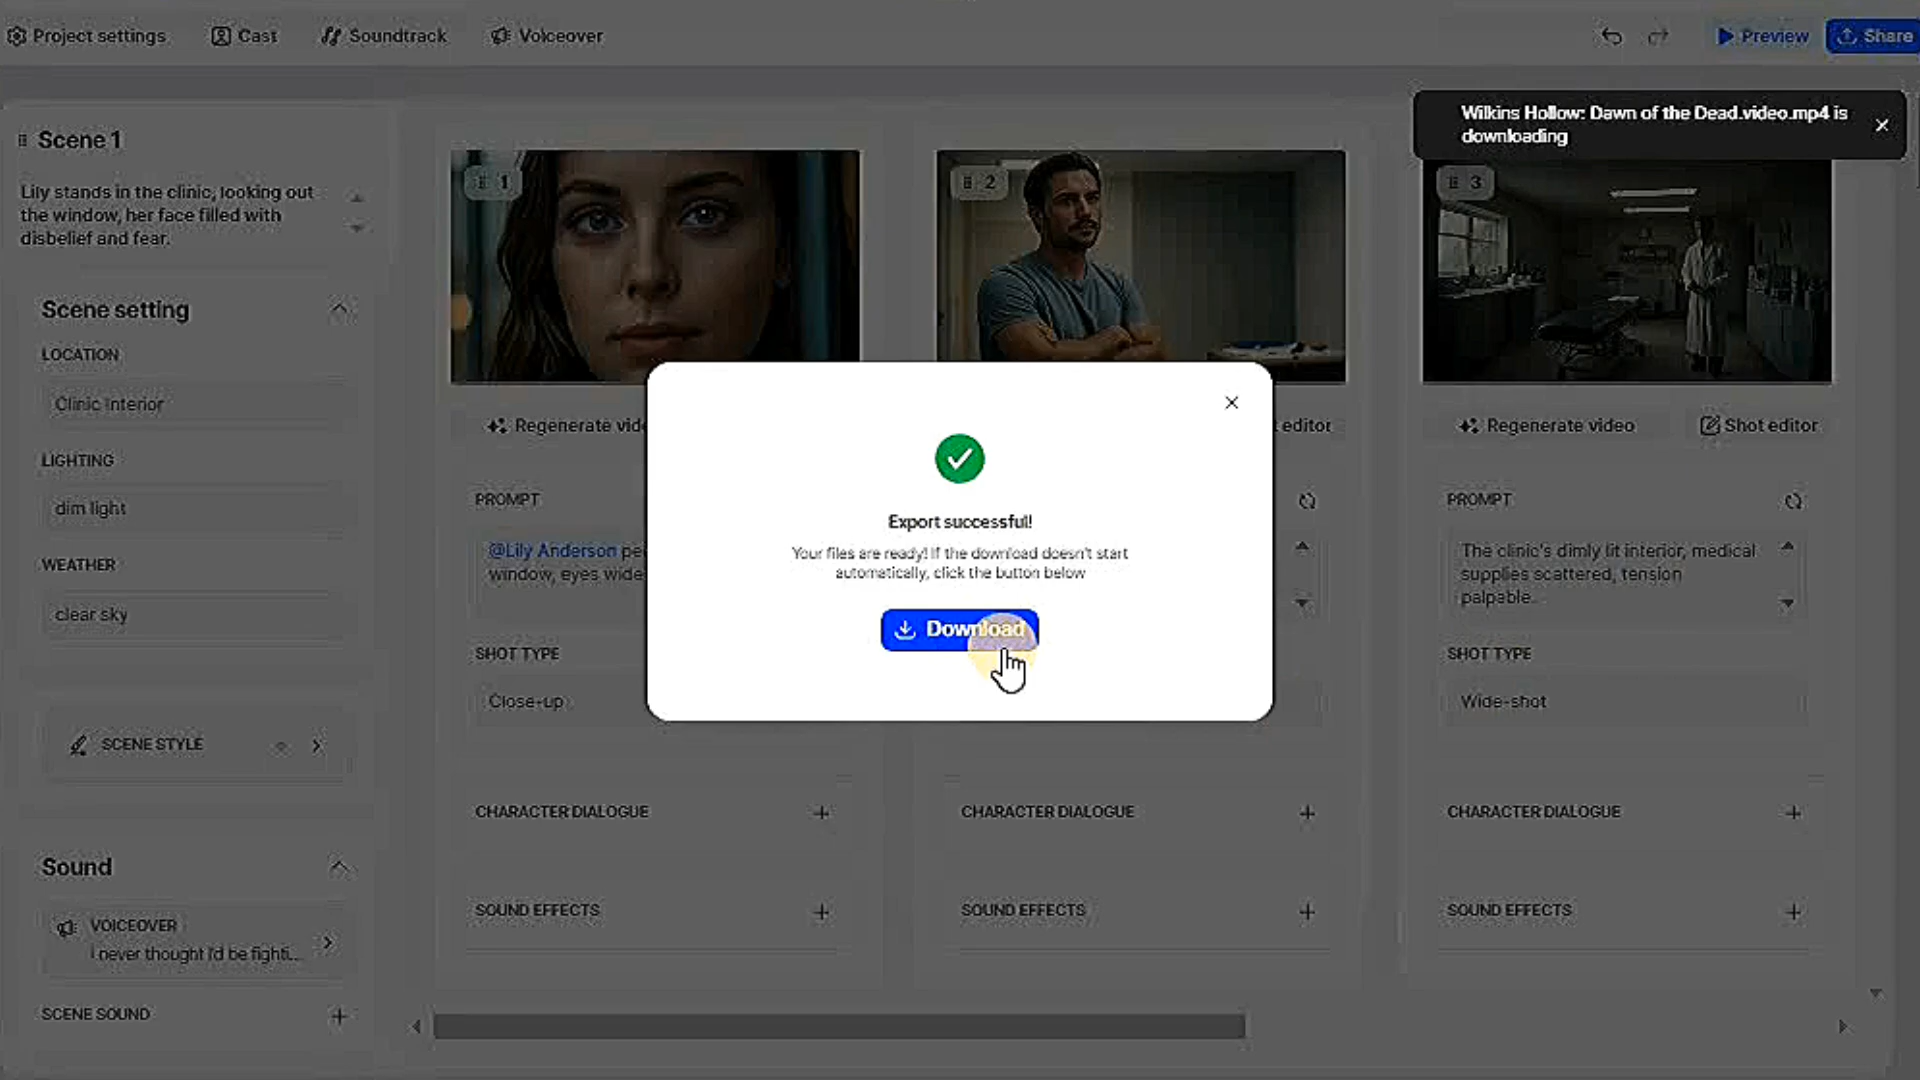 Project settings
Cast
Soundtrack
Voiceover
Preview
Share
Wilkins Hollow: Dawn of the Dead.video.mp4 is
downloading
Scene 1
Lily stands in the clinic, looking out
the window, her face filled with
disbelief and fear.
Scene setting
LOCATION
Clinic Interior
LIGHTING
dim light
WEATHER
clear sky
SCENE STYLE
Sound
VOICEOVER
I never thought I'd be fighti...
SCENE SOUND
1
Regenerate vide
PROMPT
@Lily Anderson pe
window, eyes wide
SHOT TYPE
Close-up
CHARACTER DIALOGUE
SOUND EFFECTS
2
editor
CHARACTER DIALOGUE
SOUND EFFECTS
3
Regenerate video
Shot editor
PROMPT
The clinic's dimly lit interior, medical
supplies scattered, tension
palpable.
SHOT TYPE
Wide-shot
CHARACTER DIALOGUE
SOUND EFFECTS
Export successful!
Your files are ready! If the download doesn't start
automatically, click the button below
Download